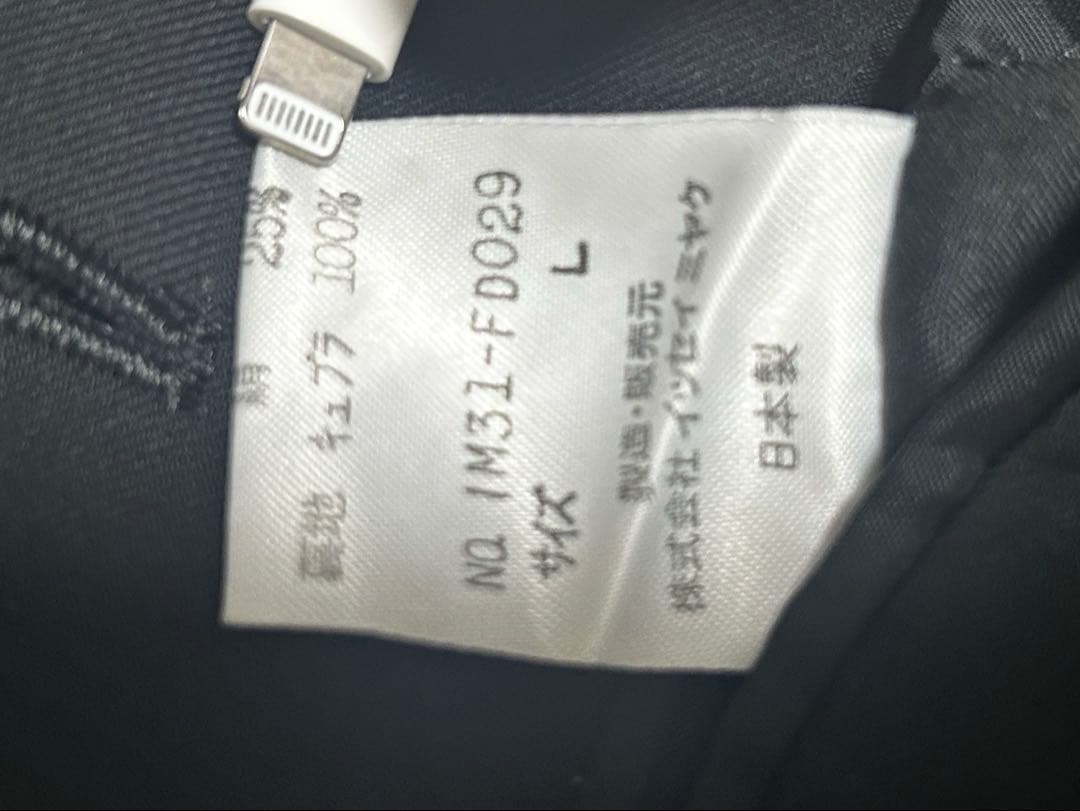 絹 25%
裏地 キュプラ 100%
NO. IM31-FD029
サイズ L
製造・販売元
株式会社 イッセイ ミヤケ
日本製